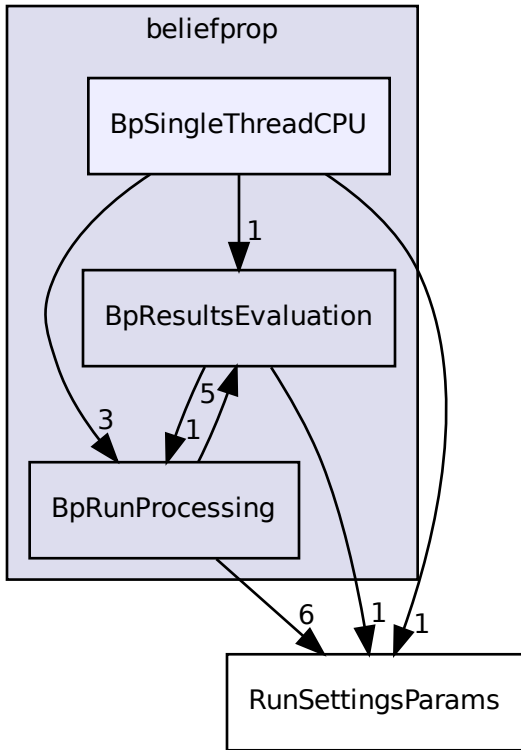 beliefprop
BpSingleThreadCPU
1
BpResultsEvaluation
3
5
1
BpRunProcessing
6
1
1
RunSettingsParams